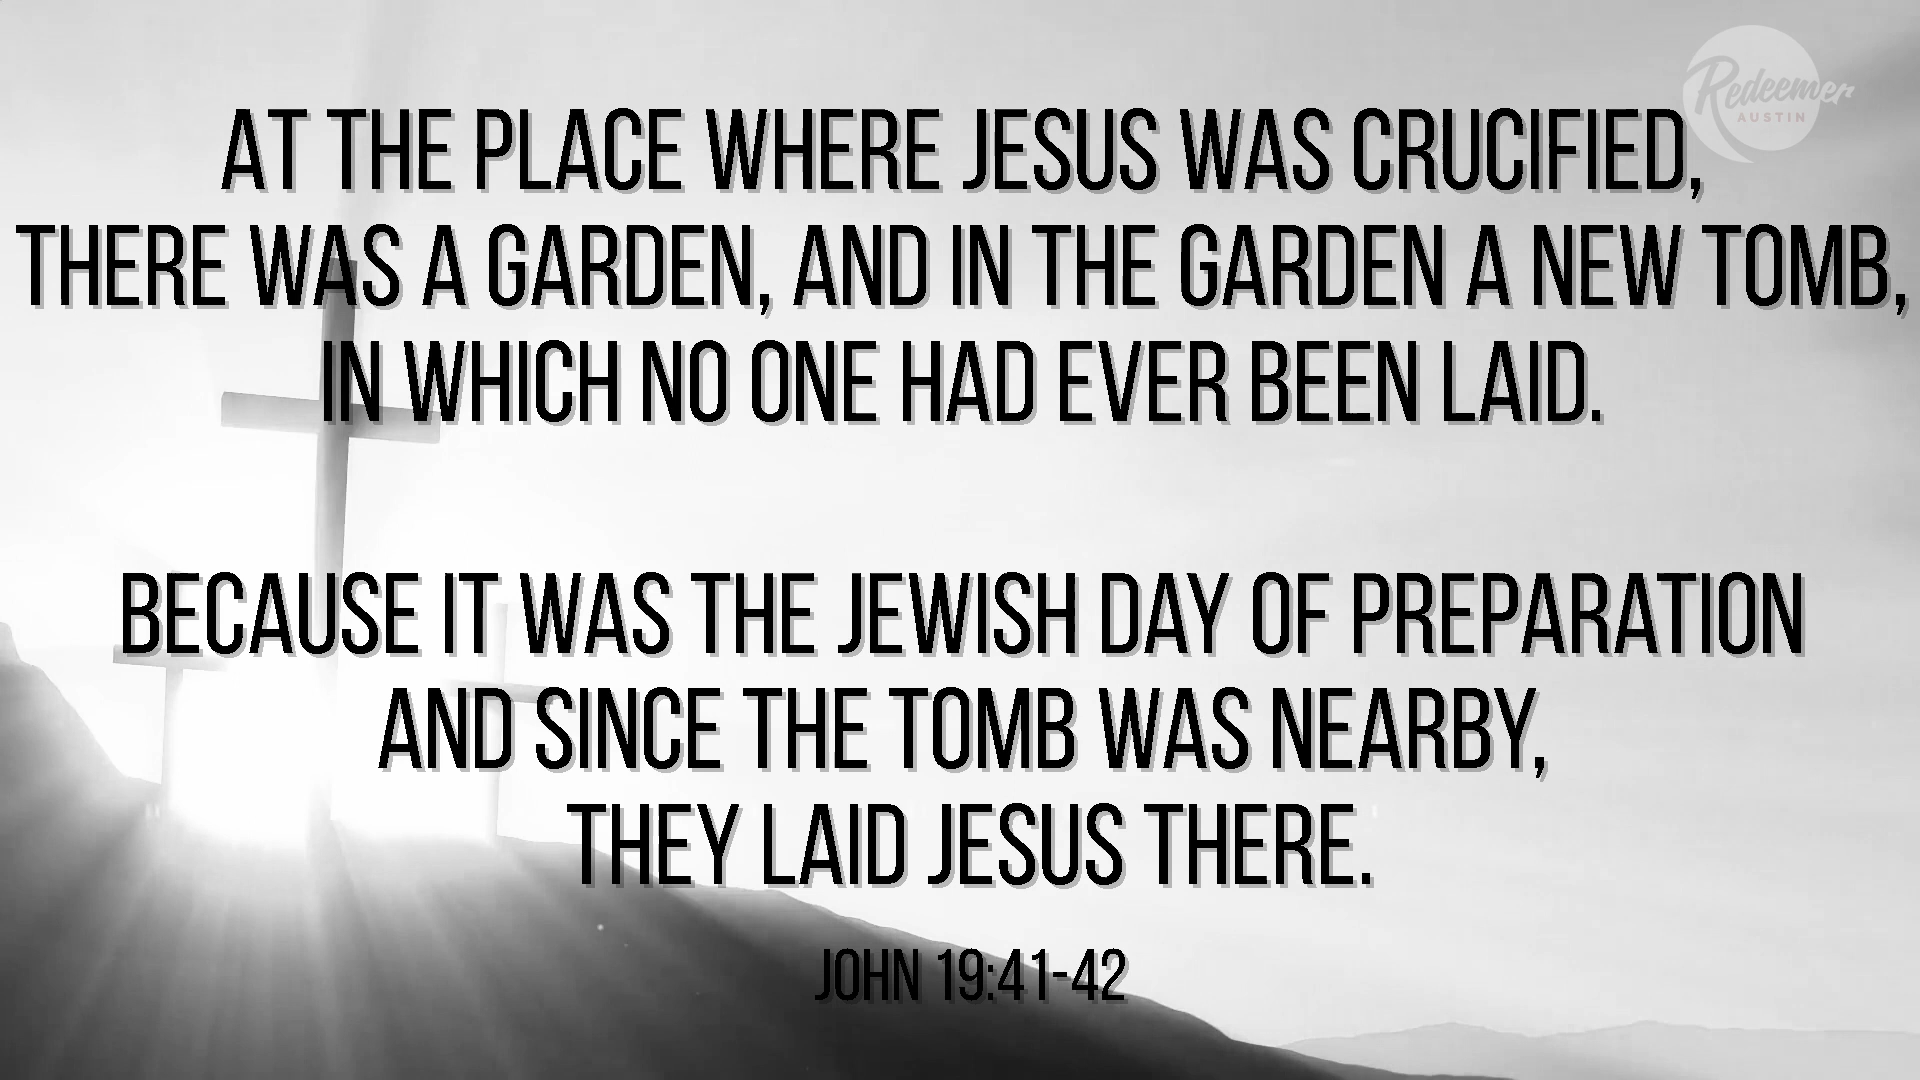 Redeemer
AUSTIN
AT THE PLACE WHERE JESUS WAS CRUCIFIED,
THERE WAS A GARDEN, AND IN THE GARDEN A NEW TOMB,
IN WHICH NO ONE HAD EVER BEEN LAID.
BECAUSE IT WAS THE JEWISH DAY OF PREPARATION
AND SINCE THE TOMB WAS NEARBY,
THEY LAID JESUS THERE.
JOHN 19:41-42